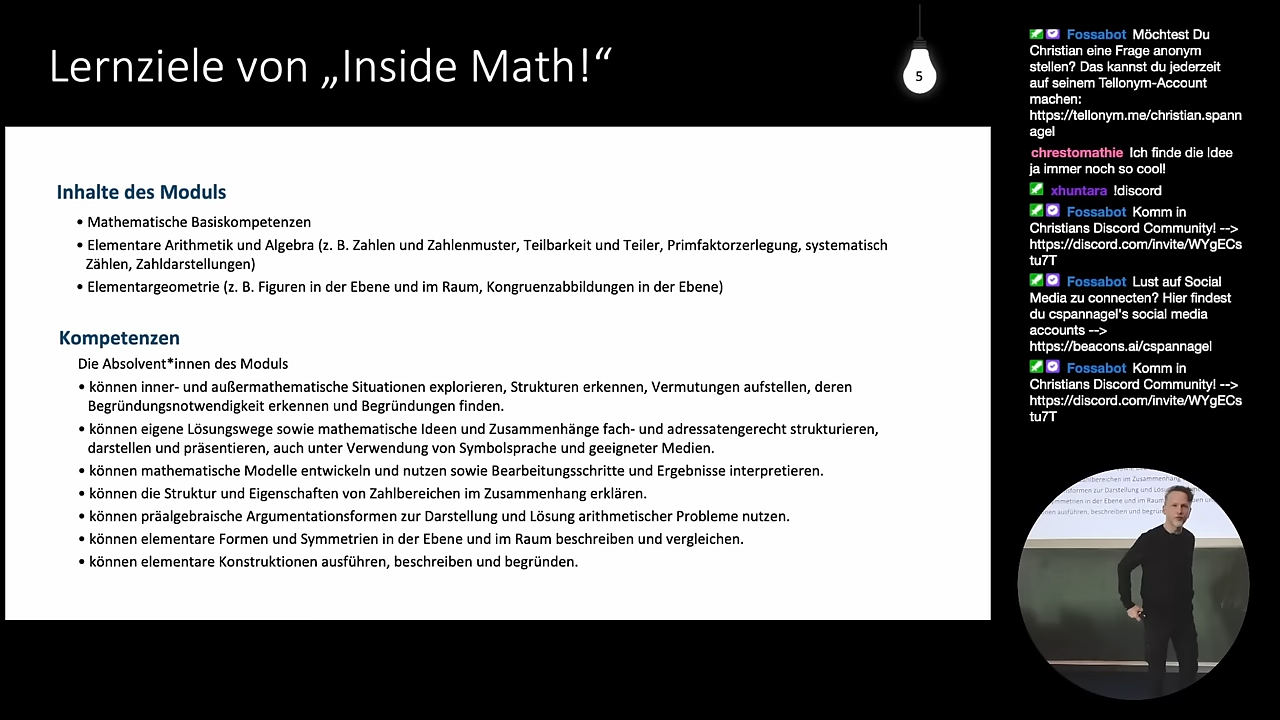 Lernziele von „Inside Math!“
5
Inhalte des Moduls
• Mathematische Basiskompetenzen
• Elementare Arithmetik und Algebra (z. B. Zahlen und Zahlenmuster, Teilbarkeit und Teiler, Primfaktorzerlegung, systematisch
Zählen, Zahldarstellungen)
• Elementargeometrie (z. B. Figuren in der Ebene und im Raum, Kongruenzabbildungen in der Ebene)
Kompetenzen
Die Absolvent*innen des Moduls
• können inner- und außermathematische Situationen explorieren, Strukturen erkennen, Vermutungen aufstellen, deren
Begründungsnotwendigkeit erkennen und Begründungen finden.
• können eigene Lösungswege sowie mathematische Ideen und Zusammenhänge fach- und adressatengerecht strukturieren,
darstellen und präsentieren, auch unter Verwendung von Symbolsprache und geeigneter Medien.
• können mathematische Modelle entwickeln und nutzen sowie Bearbeitungsschritte und Ergebnisse interpretieren.
• können die Struktur und Eigenschaften von Zahlbereichen im Zusammenhang erklären.
• können präalgebraische Argumentationsformen zur Darstellung und Lösung arithmetischer Probleme nutzen.
• können elementare Formen und Symmetrien in der Ebene und im Raum beschreiben und vergleichen.
• können elementare Konstruktionen ausführen, beschreiben und begründen.
Fossabot Möchtest Du
Christian eine Frage anonym
stellen? Das kannst du jederzeit
auf seinem Tellonym-Account
machen:
https://tellonym.me/christian.spann
agel
chrestomathie Ich finde die Idee
ja immer noch so cool!
xhuntara !discord
Fossabot Komm in
Christians Discord Community! -->
https://discord.com/invite/WYgECs
tu7T
Fossabot Lust auf Social
Media zu connecten? Hier findest
du cspannagel's social media
accounts -->
https://beacons.ai/cspannagel
Fossabot Komm in
Christians Discord Community! -->
https://discord.com/invite/WYgECs
tu7T